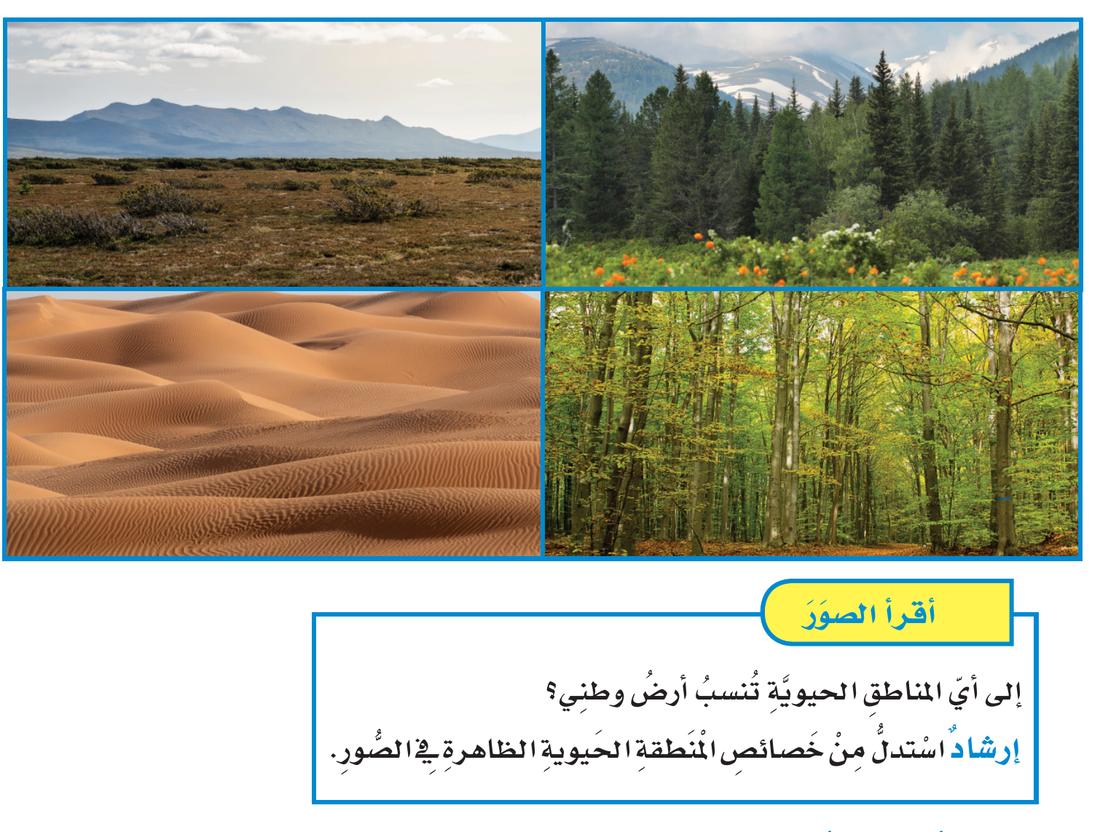 أقرأ الصوَرَ
إلى أيّ المناطقِ الحيويَّةِ تُنسبُ أرضُ وطنِي؟
إرشادٌ اسْتدلُّ مِنْ خَصائصِ الْمنَطقةِ الحَيويةِ الظاهرةِ في الصُّورِ.